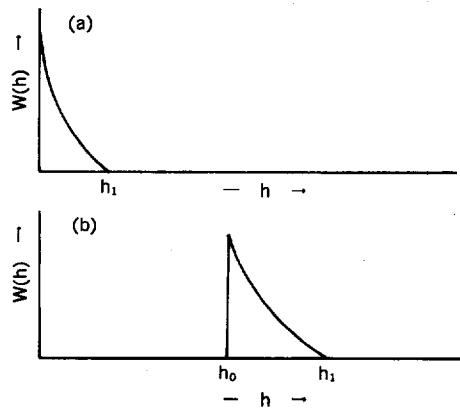 (a)
W(h) →
h₁
— h →
(b)
W(h) →
h₀ h₁
— h →